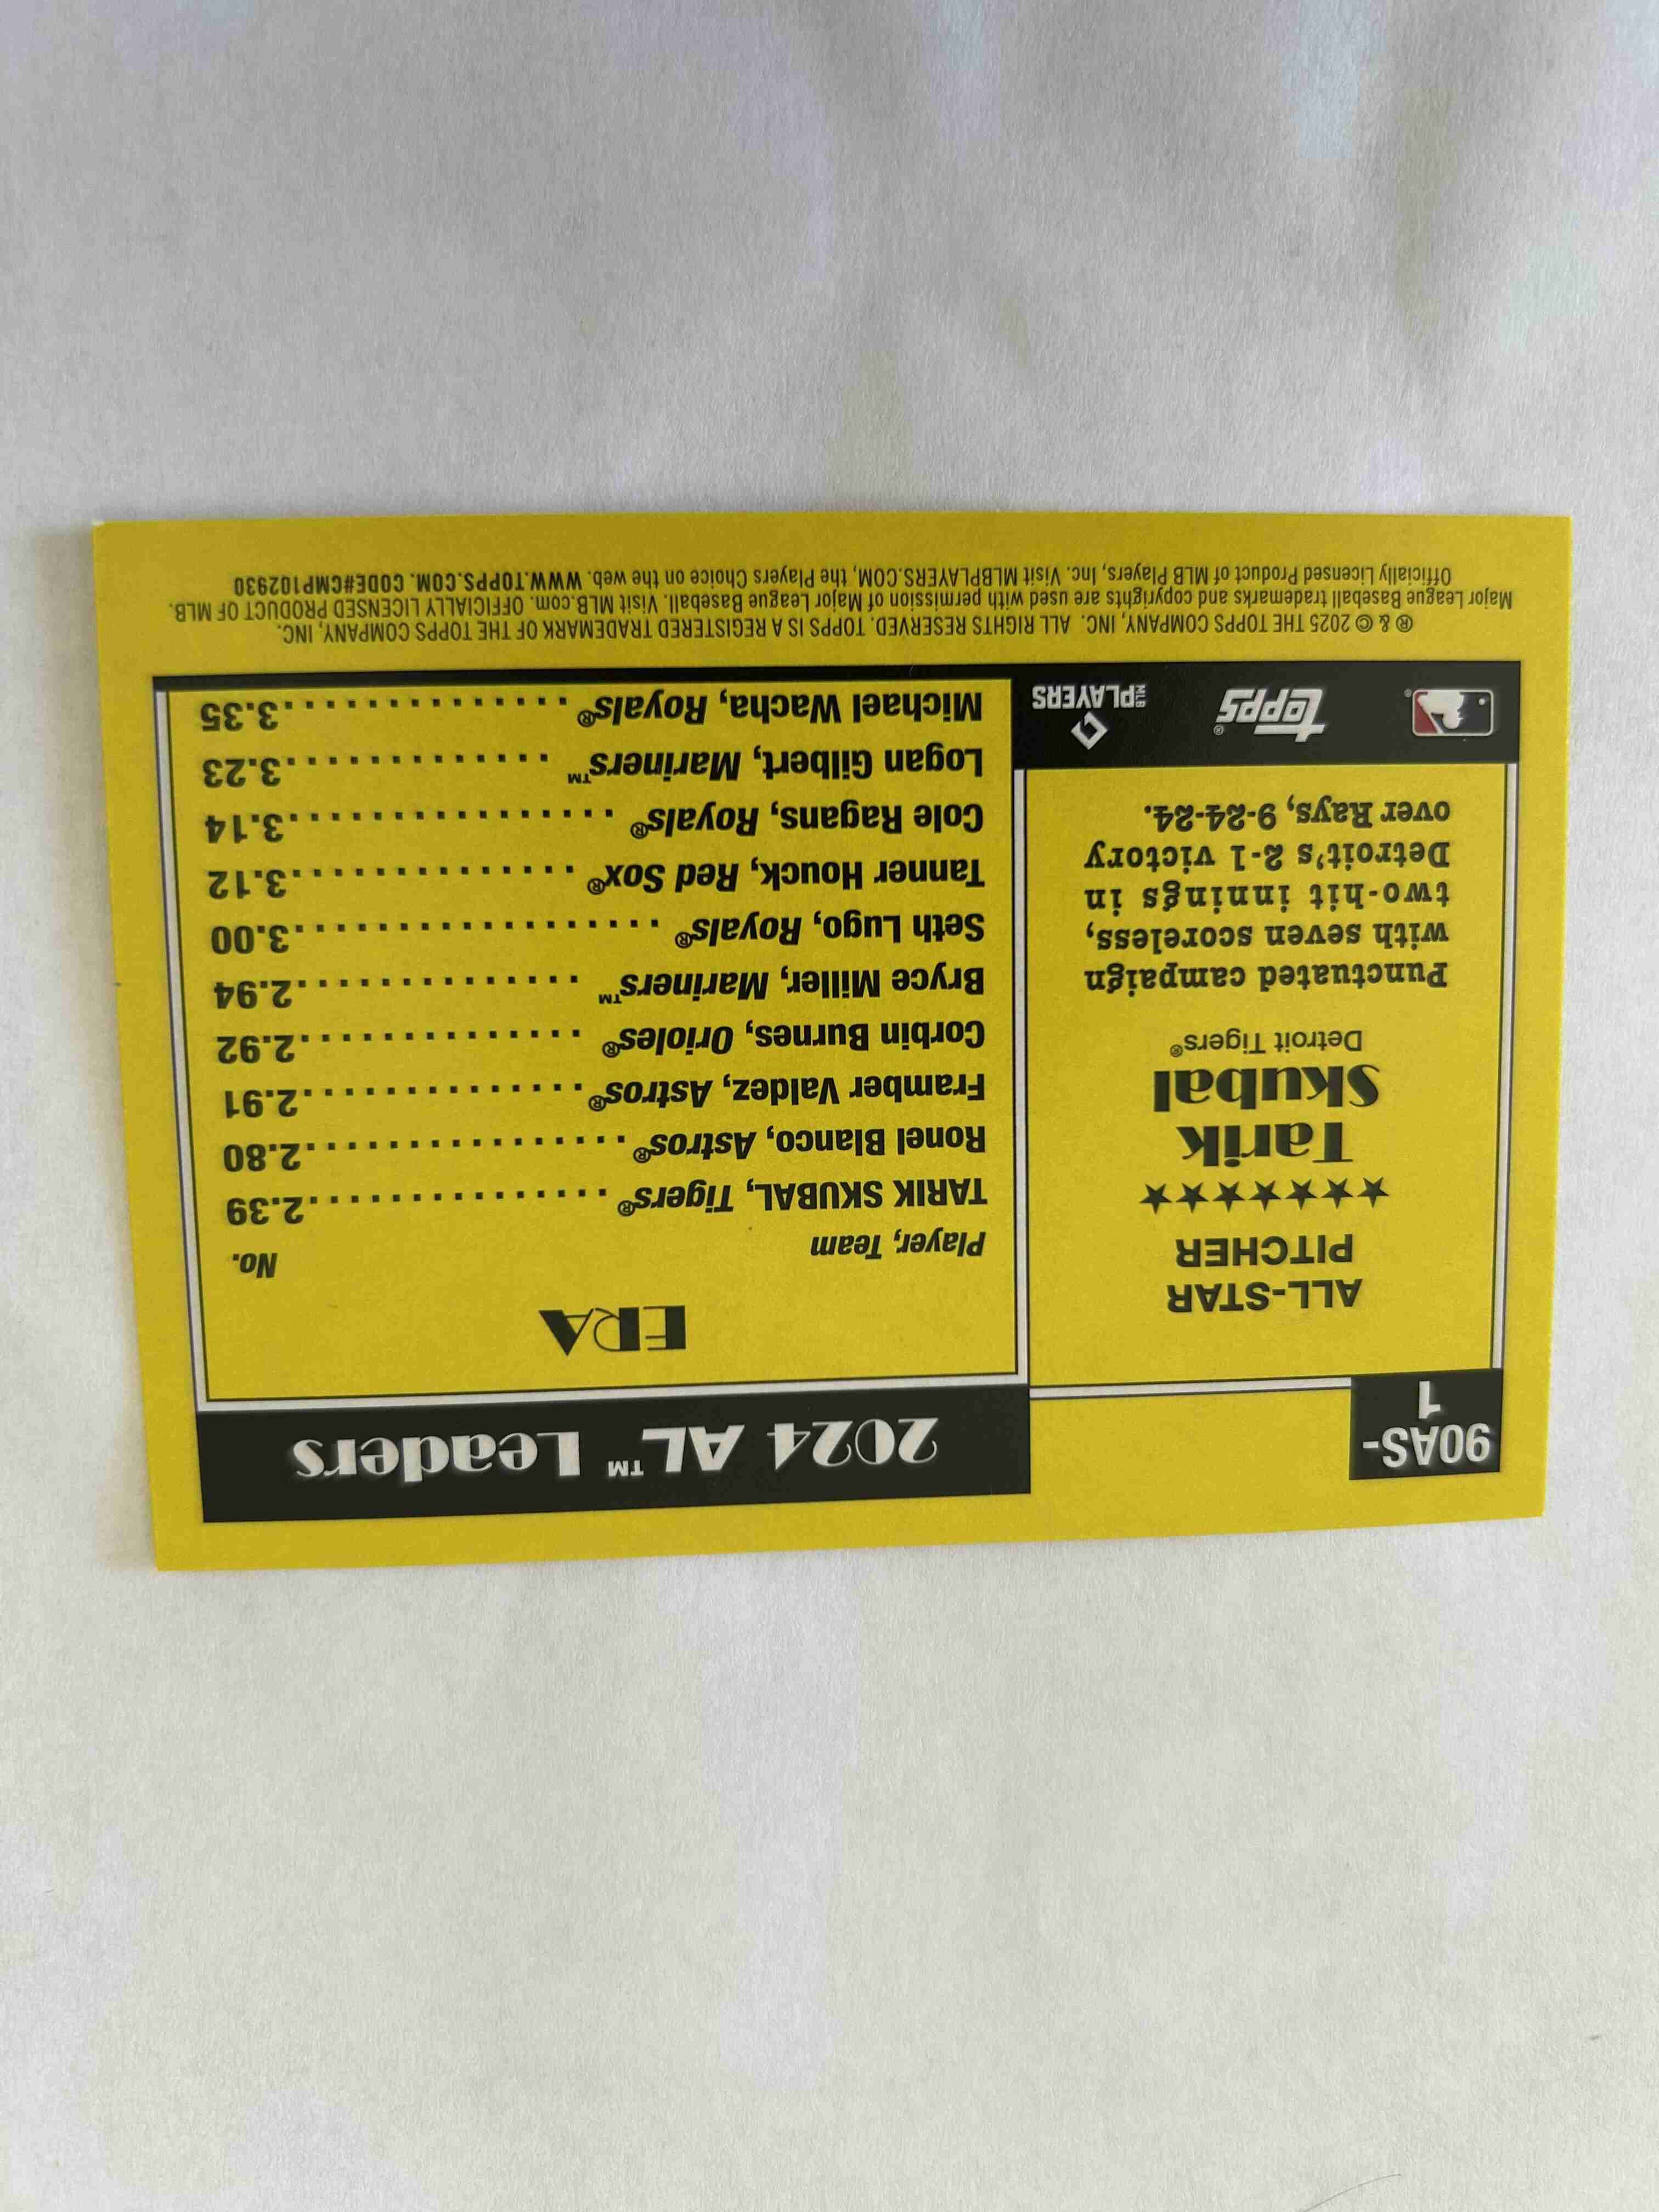 90AS-
1
ALL-STAR
PITCHER
★★★★★★★
Tarik
Skubal
Detroit Tigers®
Punctuated campaign
with seven scoreless,
two-hit innings in
Detroit's 2-1 victory
over Rays, 9-24-24.
topps®
MLB PLAYERS
2024 AL™ Leaders
ERA
Player, Team No.
TARIK SKUBAL, Tigers® ................2.39
Ronel Blanco, Astros® ................2.80
Framber Valdez, Astros® ...............2.91
Corbin Burnes, Orioles® ...............2.92
Bryce Miller, Mariners™ ...............2.94
Seth Lugo, Royals® ...................3.00
Tanner Houck, Red Sox® ...............3.12
Cole Ragans, Royals® .................3.14
Logan Gilbert, Mariners™ ..............3.23
Michael Wacha, Royals® ...............3.35
® & © 2025 THE TOPPS COMPANY, INC. ALL RIGHTS RESERVED. TOPPS IS A REGISTERED TRADEMARK OF THE TOPPS COMPANY, INC.
Major League Baseball trademarks and copyrights are used with permission of Major League Baseball. Visit MLB.com. OFFICIALLY LICENSED PRODUCT OF MLB.
Officially Licensed Product of MLB Players, Inc. Visit MLBPLAYERS.COM, the Players Choice on the web. WWW.TOPPS.COM. CODE#CMP102930